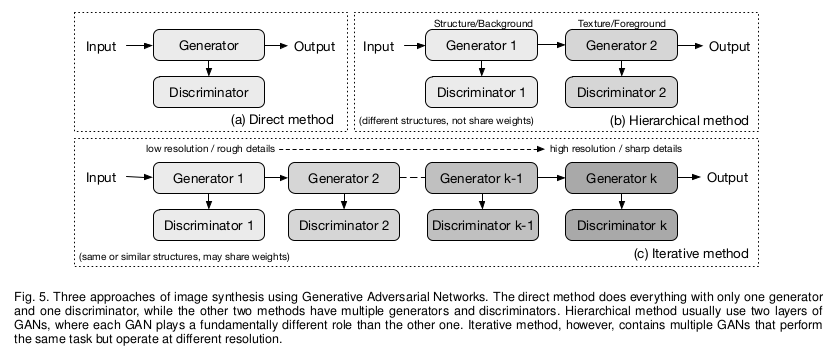 Input
Generator
Output
Discriminator
(a) Direct method
Structure/Background
Texture/Foreground
Input
Generator 1
Generator 2
Output
Discriminator 1
Discriminator 2
(different structures, not share weights)
(b) Hierarchical method
low resolution / rough details
high resolution / sharp details
Input
Generator 1
Generator 2
Generator k-1
Generator k
Output
Discriminator 1
Discriminator 2
Discriminator k-1
Discriminator k
(same or similar structures, may share weights)
(c) Iterative method
Fig. 5. Three approaches of image synthesis using Generative Adversarial Networks. The direct method does everything with only one generator
and one discriminator, while the other two methods have multiple generators and discriminators. Hierarchical method usually use two layers of
GANs, where each GAN plays a fundamentally different role than the other one. Iterative method, however, contains multiple GANs that perform
the same task but operate at different resolution.